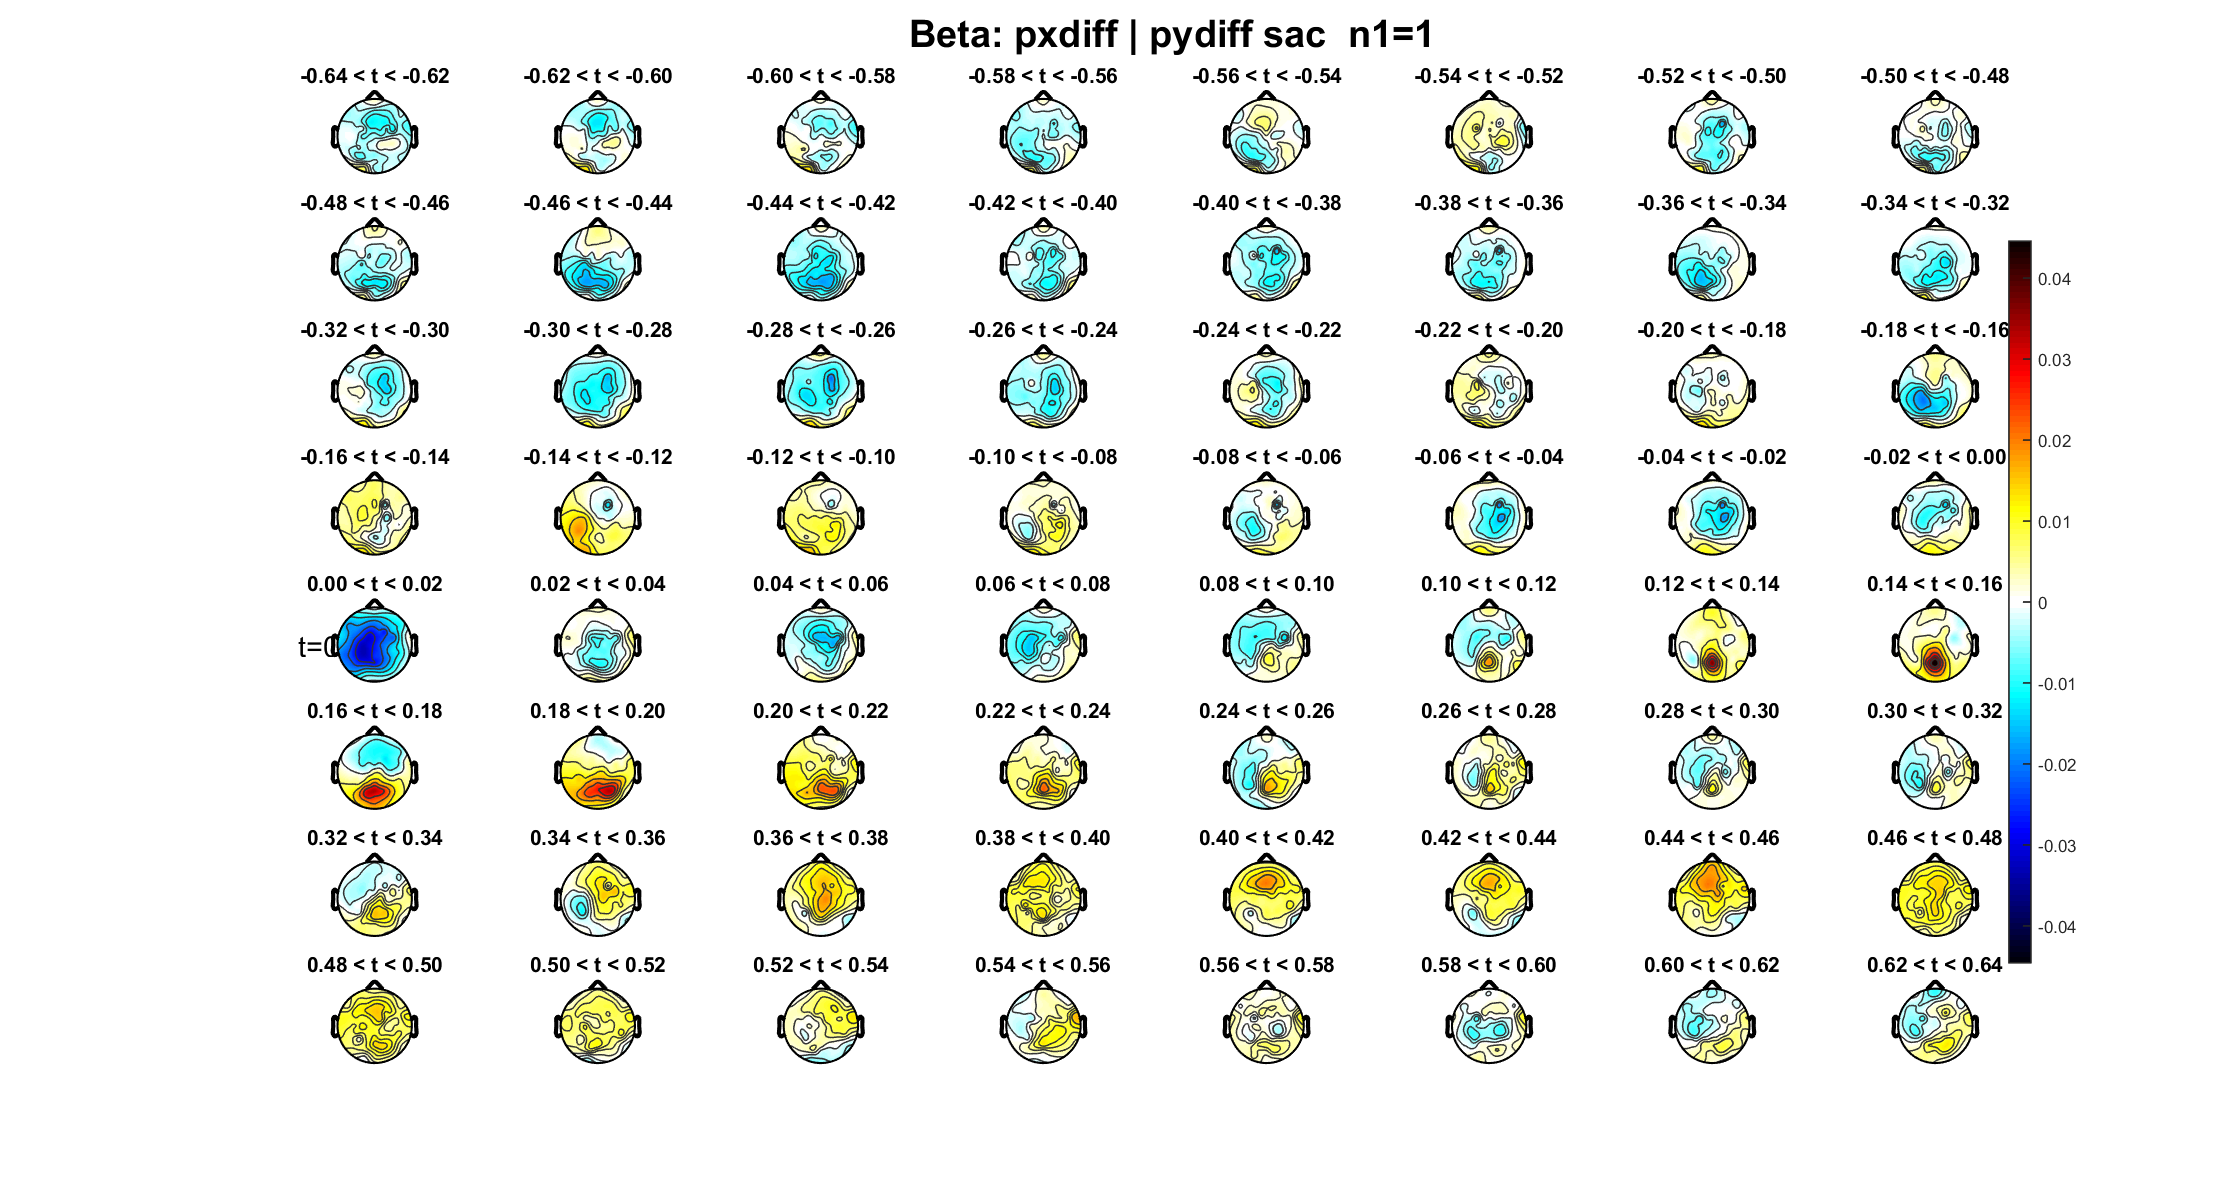 Beta: pxdiff | pydiff sac  n1=1
-0.64 < t < -0.62 -0.62 < t < -0.60 -0.60 < t < -0.58 -0.58 < t < -0.56 -0.56 < t < -0.54 -0.54 < t < -0.52 -0.52 < t < -0.50 -0.50 < t < -0.48
-0.48 < t < -0.46 -0.46 < t < -0.44 -0.44 < t < -0.42 -0.42 < t < -0.40 -0.40 < t < -0.38 -0.38 < t < -0.36 -0.36 < t < -0.34 -0.34 < t < -0.32
-0.32 < t < -0.30 -0.30 < t < -0.28 -0.28 < t < -0.26 -0.26 < t < -0.24 -0.24 < t < -0.22 -0.22 < t < -0.20 -0.20 < t < -0.18 -0.18 < t < -0.16
-0.16 < t < -0.14 -0.14 < t < -0.12 -0.12 < t < -0.10 -0.10 < t < -0.08 -0.08 < t < -0.06 -0.06 < t < -0.04 -0.04 < t < -0.02 -0.02 < t < 0.00
0.00 < t < 0.02 0.02 < t < 0.04 0.04 < t < 0.06 0.06 < t < 0.08 0.08 < t < 0.10 0.10 < t < 0.12 0.12 < t < 0.14 0.14 < t < 0.16
t=0
0.16 < t < 0.18 0.18 < t < 0.20 0.20 < t < 0.22 0.22 < t < 0.24 0.24 < t < 0.26 0.26 < t < 0.28 0.28 < t < 0.30 0.30 < t < 0.32
0.32 < t < 0.34 0.34 < t < 0.36 0.36 < t < 0.38 0.38 < t < 0.40 0.40 < t < 0.42 0.42 < t < 0.44 0.44 < t < 0.46 0.46 < t < 0.48
0.48 < t < 0.50 0.50 < t < 0.52 0.52 < t < 0.54 0.54 < t < 0.56 0.56 < t < 0.58 0.58 < t < 0.60 0.60 < t < 0.62 0.62 < t < 0.64
0.04
0.03
0.02
0.01
0
-0.01
-0.02
-0.03
-0.04